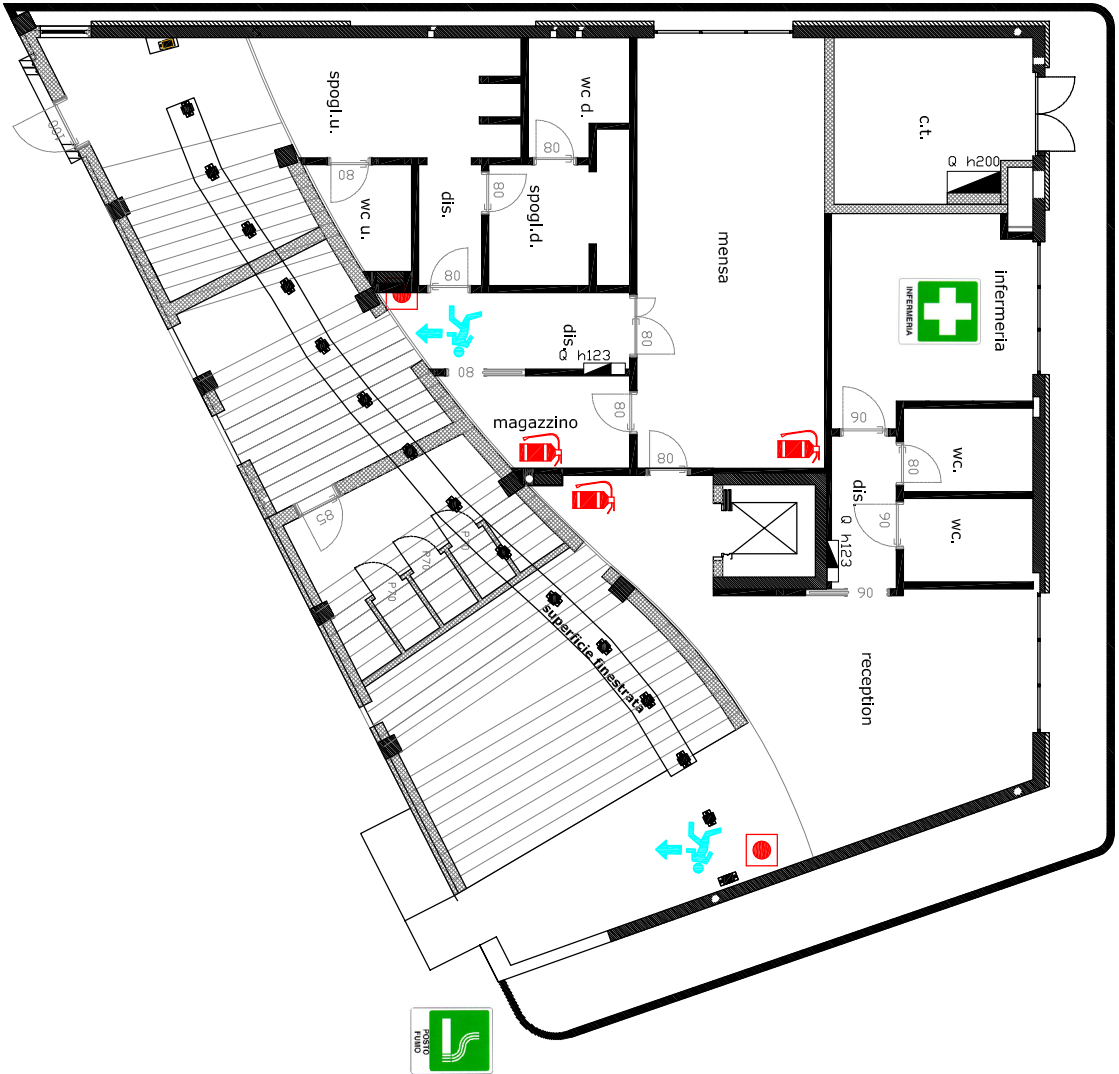 spogl.u.
wc d.
c.t.
Q h200
100
80
80
80
wc u.
dis.
spogl.d.
mensa
infermeria
INFERMERIA
80
dis.
Q h123
80
80
magazzino
80
80
90
wc.
80
dis.
90
wc.
Q h123
90
85
P70
P70
P70
superficie finestrata
reception
POSTO
FUMO